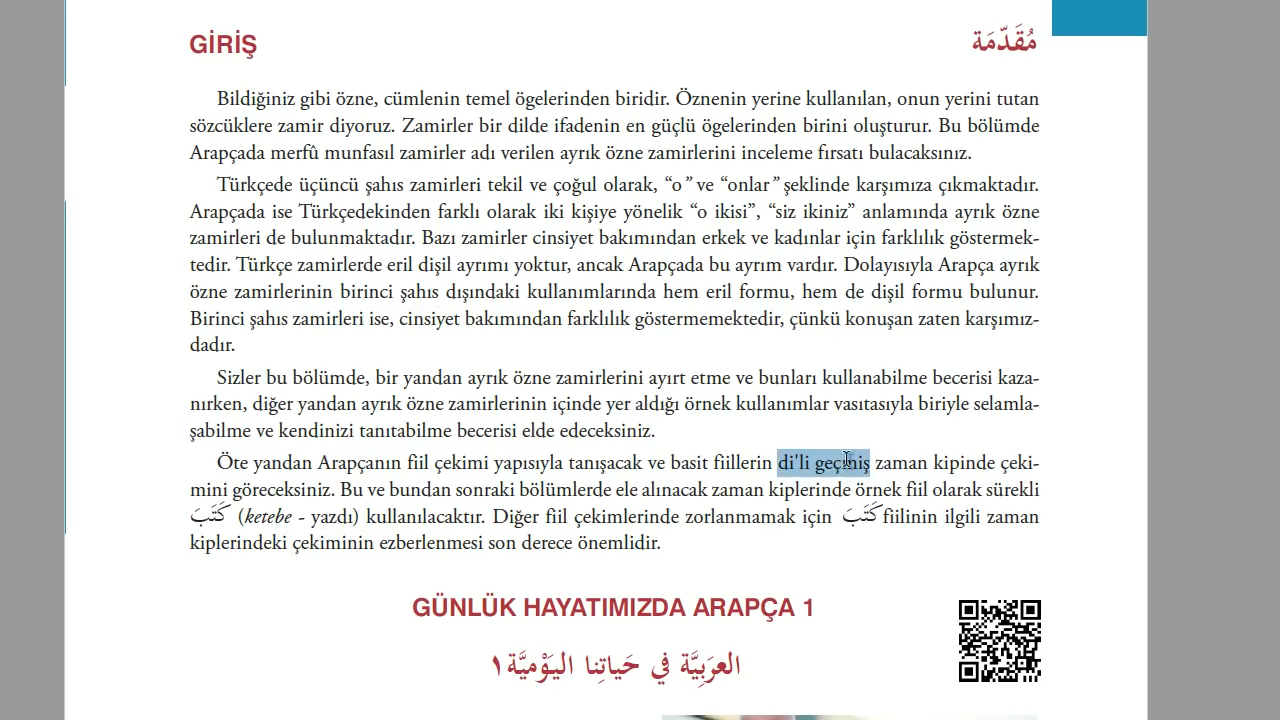 GİRİŞ
مُقَدِّمَة
Bildiğiniz gibi özne, cümlenin temel ögelerinden biridir. Öznenin yerine kullanılan, onun yerini tutan
sözcüklere zamir diyoruz. Zamirler bir dilde ifadenin en güçlü ögelerinden birini oluşturur. Bu bölümde
Arapçada merfû munfasıl zamirler adı verilen ayrık özne zamirlerini inceleme fırsatı bulacaksınız.
Türkçede üçüncü şahıs zamirleri tekil ve çoğul olarak, “o” ve “onlar” şeklinde karşımıza çıkmaktadır.
Arapçada ise Türkçedekinden farklı olarak iki kişiye yönelik “o ikisi”, “siz ikiniz” anlamında ayrık özne
zamirleri de bulunmaktadır. Bazı zamirler cinsiyet bakımından erkek ve kadınlar için farklılık göstermek-
tedir. Türkçe zamirlerde eril dişil ayrımı yoktur, ancak Arapçada bu ayrım vardır. Dolayısıyla Arapça ayrık
özne zamirlerinin birinci şahıs dışındaki kullanımlarında hem eril formu, hem de dişil formu bulunur.
Birinci şahıs zamirleri ise, cinsiyet bakımından farklılık göstermemektedir, çünkü konuşan zaten karşımız-
dadır.
Sizler bu bölümde, bir yandan ayrık özne zamirlerini ayırt etme ve bunları kullanabilme becerisi kaza-
nırken, diğer yandan ayrık özne zamirlerinin içinde yer aldığı örnek kullanımlar vasıtasıyla biriyle selamla-
şabilme ve kendinizi tanıtabilme becerisi elde edeceksiniz.
Öte yandan Arapçanın fiil çekimi yapısıyla tanışacak ve basit fiillerin di'li geçmiş zaman kipinde çeki-
mini göreceksiniz. Bu ve bundan sonraki bölümlerde ele alınacak zaman kiplerinde örnek fiil olarak sürekli
كَتَبَ (ketebe - yazdı) kullanılacaktır. Diğer fiil çekimlerinde zorlanmamak için كَتَبَ fiilinin ilgili zaman
kiplerindeki çekiminin ezberlenmesi son derece önemlidir.
GÜNLÜK HAYATIMIZDA ARAPÇA 1
العَرَبِيَّة في حَياتِنا اليَوْمِيَّة ١